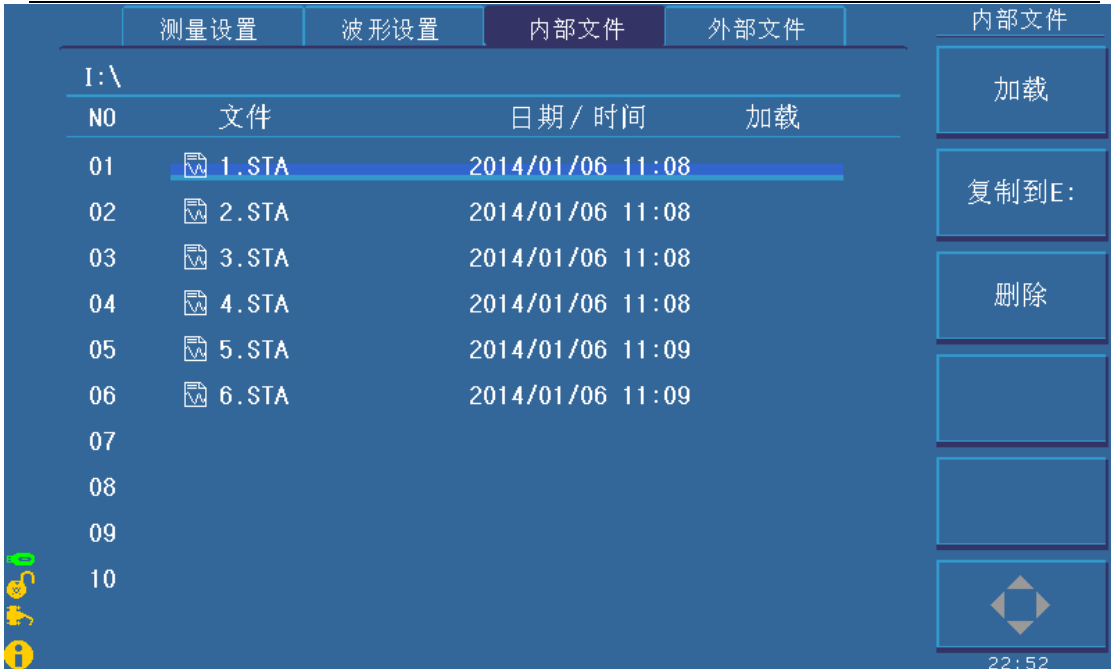 测量设置 波形设置 内部文件 外部文件 内部文件
I:\
加载
NO 文件 日期/时间 加载
01 1.STA 2014/01/06 11:08
复制到E:
02 2.STA 2014/01/06 11:08
03 3.STA 2014/01/06 11:08
删除
04 4.STA 2014/01/06 11:08
05 5.STA 2014/01/06 11:09
06 6.STA 2014/01/06 11:09
07
08
09
10
22:52